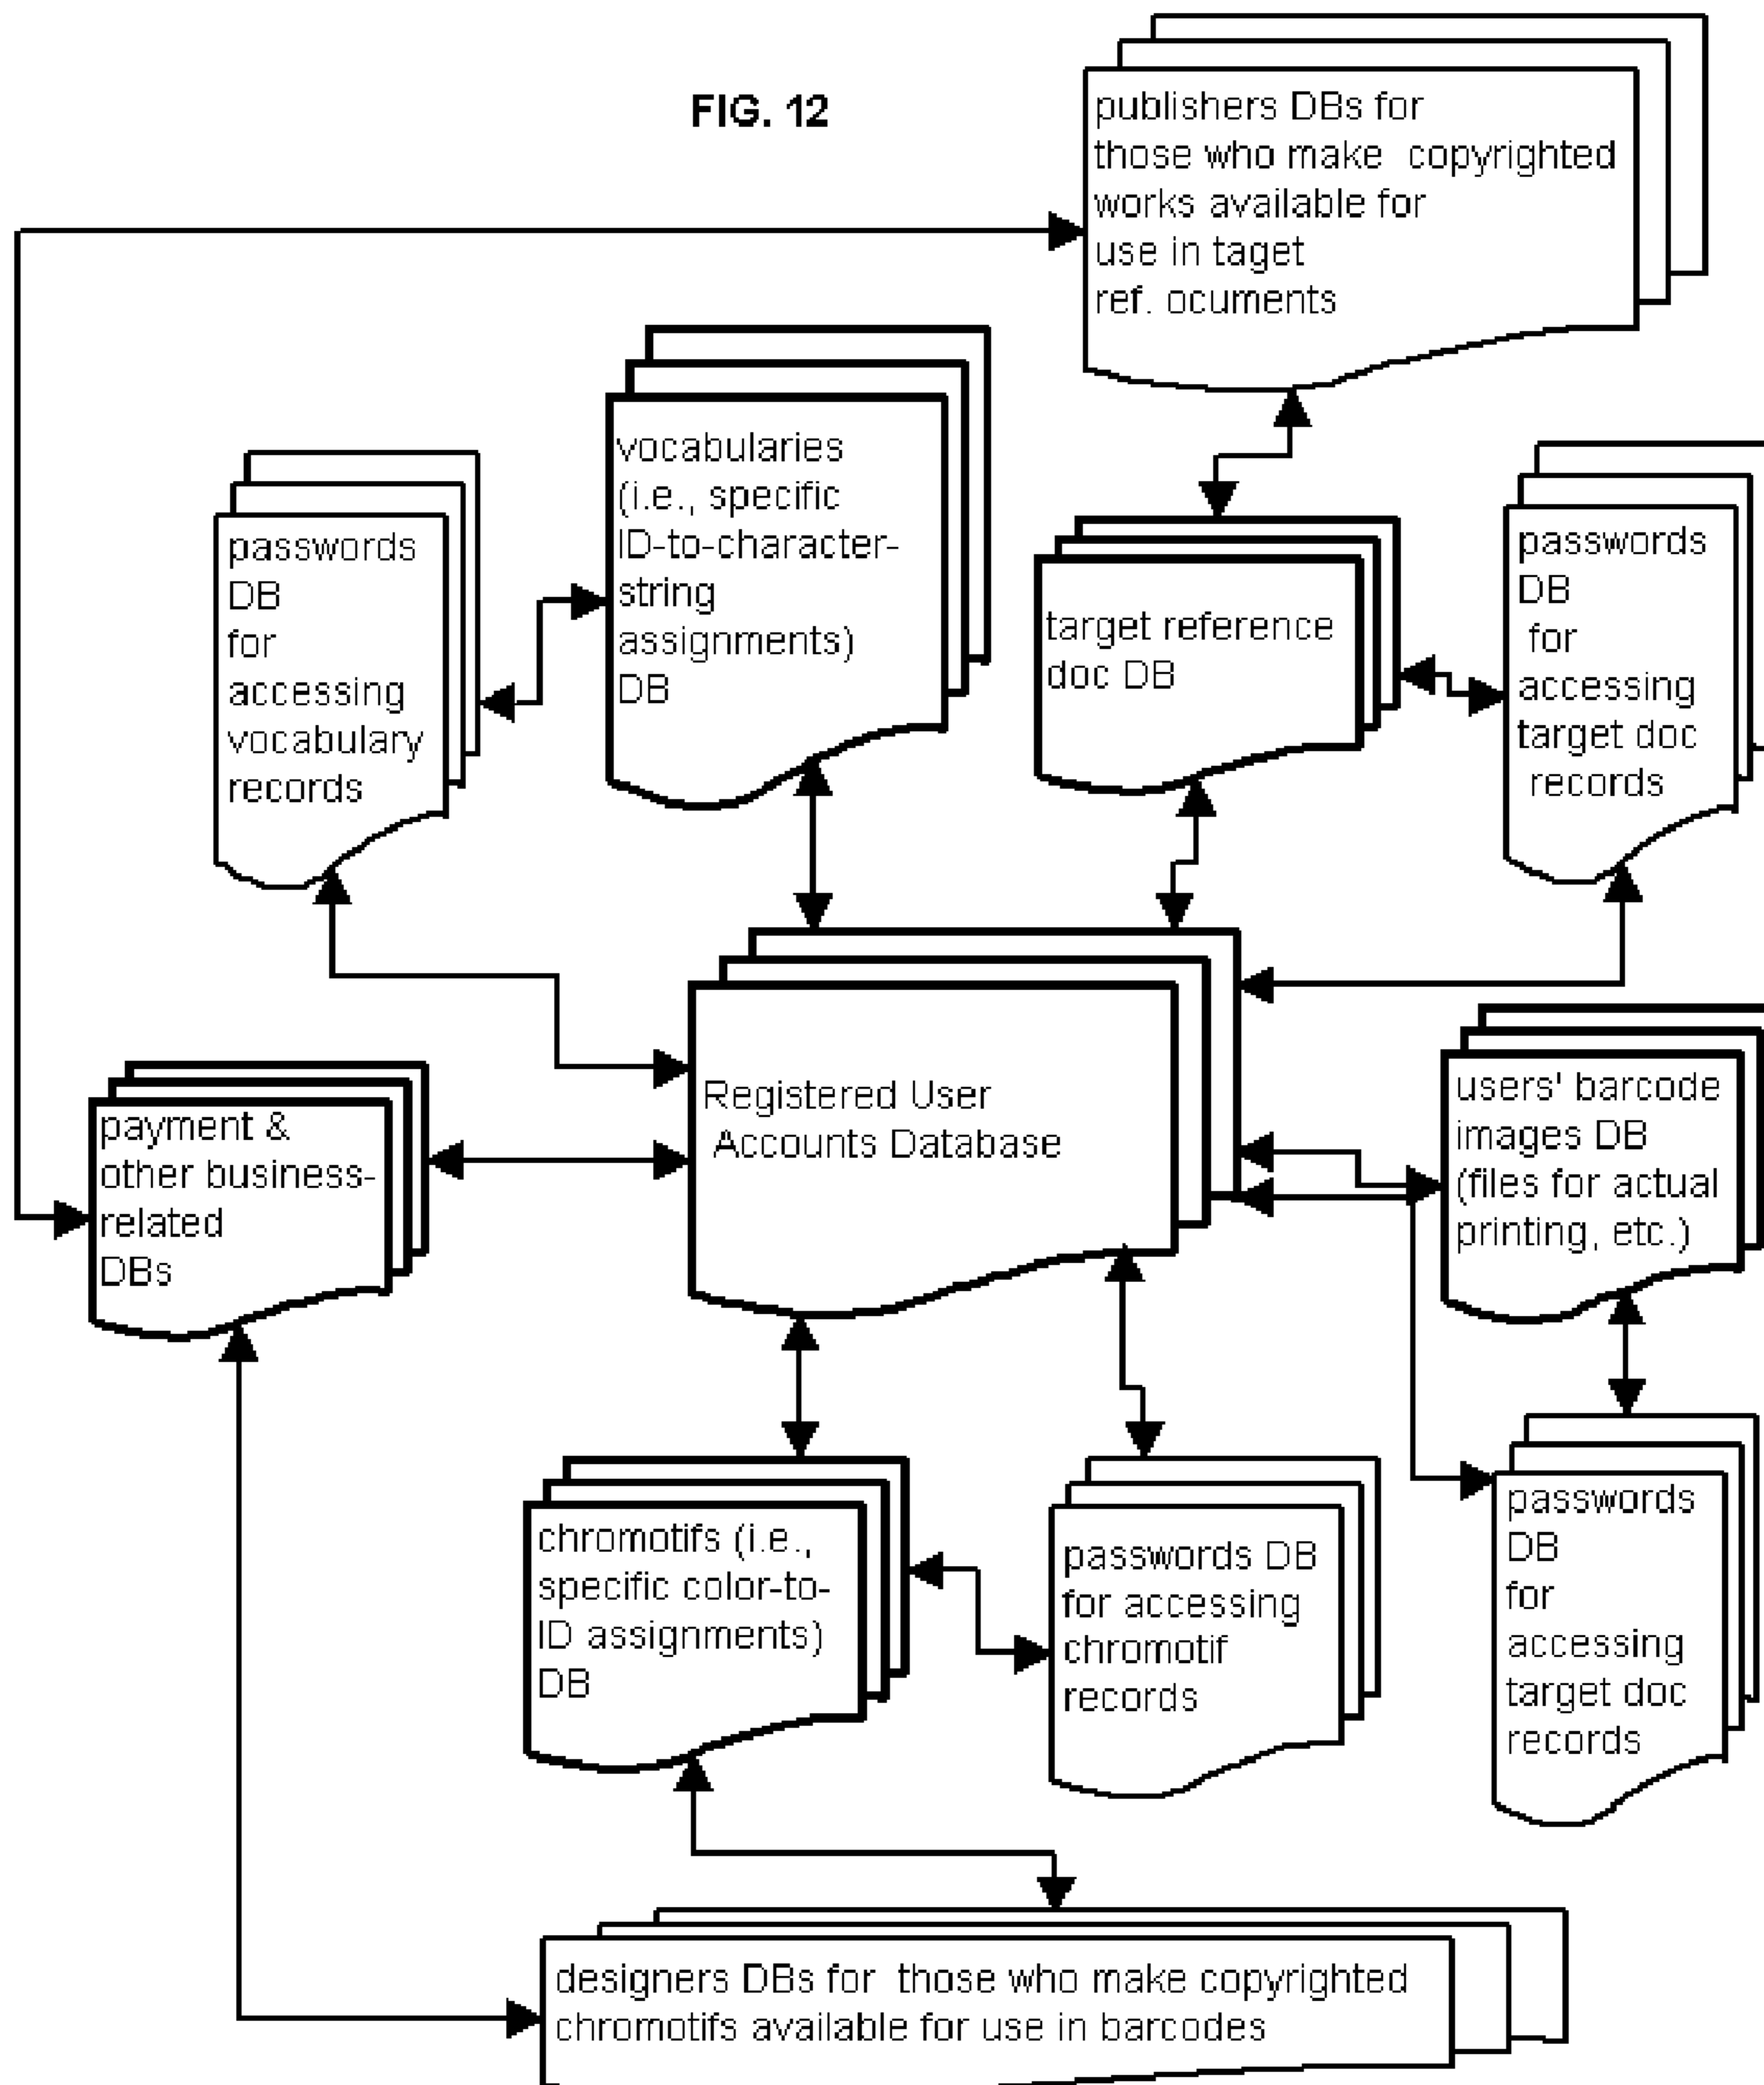 FIG. 12
publishers DBs for
those who make copyrighted
works available for
use in taget
ref. ocuments
vocabularies
(i.e., specific
ID-to-character-
string
assignments)
DB
passwords
DB
for
accessing
vocabulary
records
target reference
doc DB
passwords
DB
for
accessing
target doc
records
Registered User
Accounts Database
payment &
other business-
related
DBs
users' barcode
images DB
(files for actual
printing, etc.)
chromotifs (i.e.,
specific color-to-
ID assignments)
DB
passwords DB
for accessing
chromotif
records
passwords
DB
for
accessing
target doc
records
designers DBs for those who make copyrighted
chromotifs available for use in barcodes